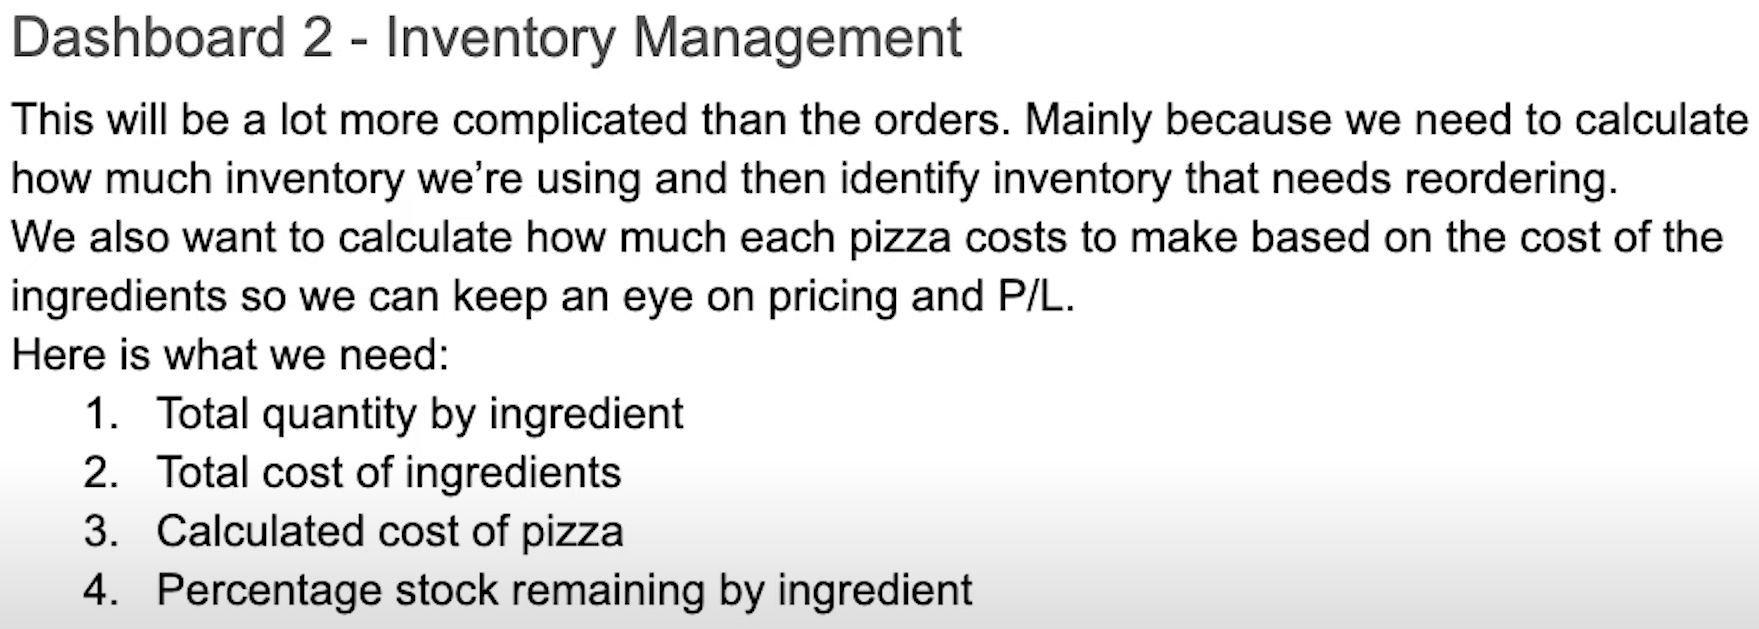 Dashboard 2 - Inventory Management
This will be a lot more complicated than the orders. Mainly because we need to calculate
how much inventory we’re using and then identify inventory that needs reordering.
We also want to calculate how much each pizza costs to make based on the cost of the
ingredients so we can keep an eye on pricing and P/L.
Here is what we need:
1. Total quantity by ingredient
2. Total cost of ingredients
3. Calculated cost of pizza
4. Percentage stock remaining by ingredient